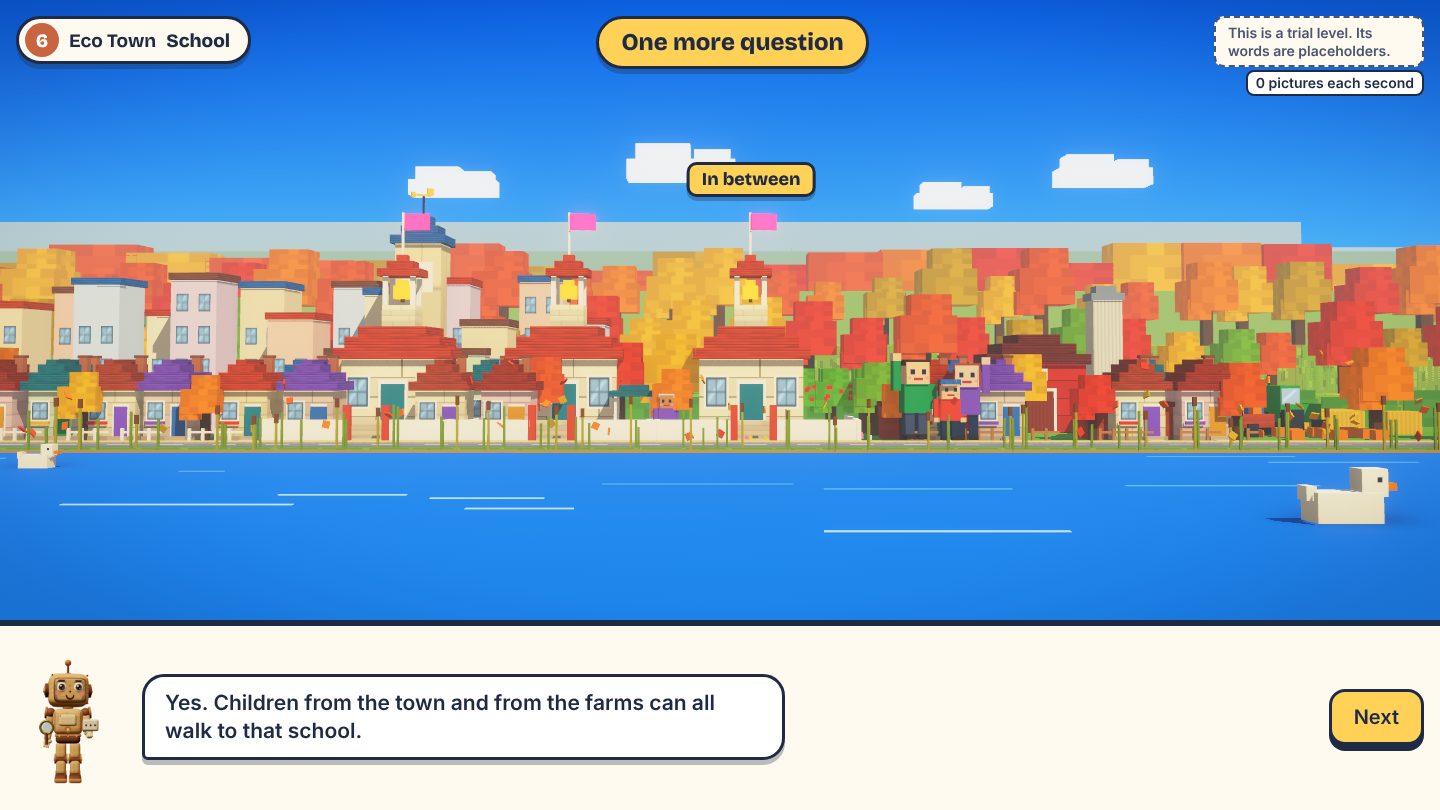 6 Eco Town School
One more question
This is a trial level. Its
words are placeholders.
0 pictures each second
In between
Yes. Children from the town and from the farms can all
walk to that school.
Next